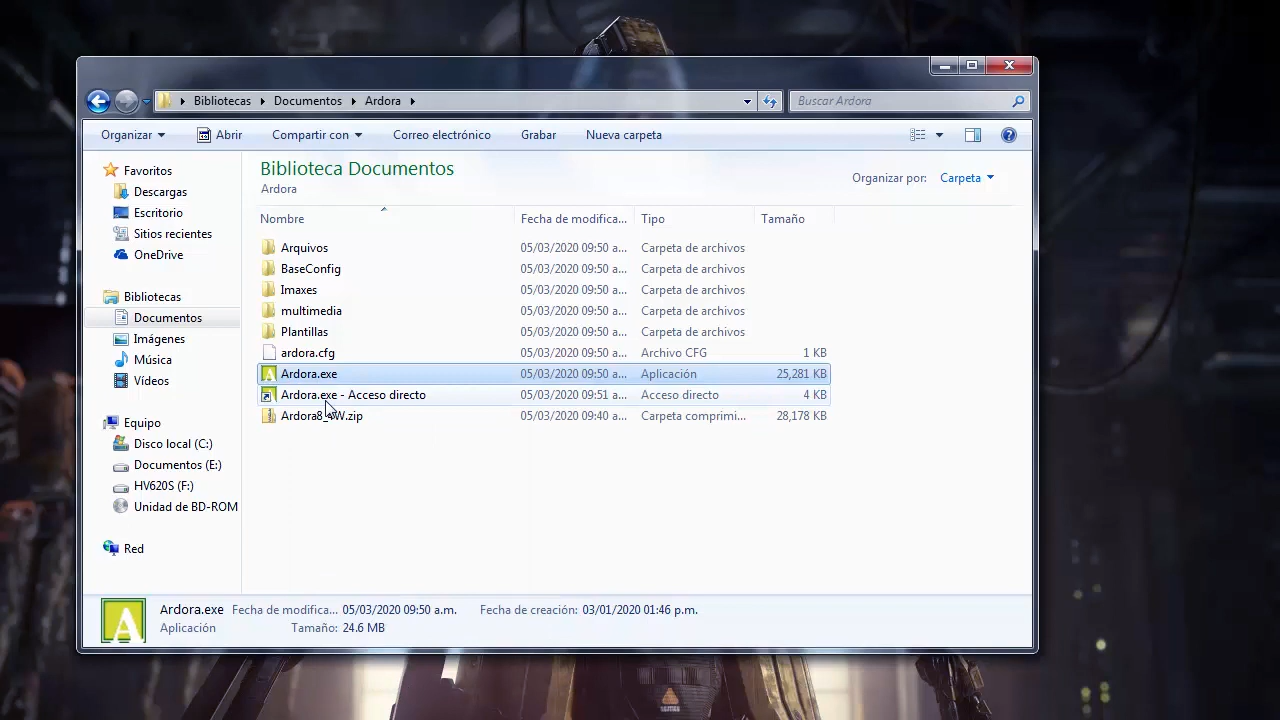 Bibliotecas Documentos Ardora
Buscar Ardora
Organizar Abrir Compartir con Correo electrónico Grabar Nueva carpeta
Favoritos
Descargas
Escritorio
Sitios recientes
OneDrive
Bibliotecas
Documentos
Imágenes
Música
Vídeos
Equipo
Disco local (C:)
Documentos (E:)
HV620S (F:)
Unidad de BD-ROM
Red
Biblioteca Documentos
Ardora
Organizar por: Carpeta
Nombre Fecha de modifica... Tipo Tamaño
Arquivos 05/03/2020 09:50 a... Carpeta de archivos
BaseConfig 05/03/2020 09:50 a... Carpeta de archivos
Imaxes 05/03/2020 09:50 a... Carpeta de archivos
multimedia 05/03/2020 09:50 a... Carpeta de archivos
Plantillas 05/03/2020 09:50 a... Carpeta de archivos
ardora.cfg 05/03/2020 09:50 a... Archivo CFG 1 KB
Ardora.exe 05/03/2020 09:50 a... Aplicación 25,281 KB
Ardora.exe - Acceso directo 05/03/2020 09:51 a... Acceso directo 4 KB
05/03/2020 09:40 a... Carpeta comprimi... 28,178 KB
Ardora.exe Fecha de modifica... 05/03/2020 09:50 a.m. Fecha de creación: 03/01/2020 01:46 p.m.
Aplicación Tamaño: 24.6 MB